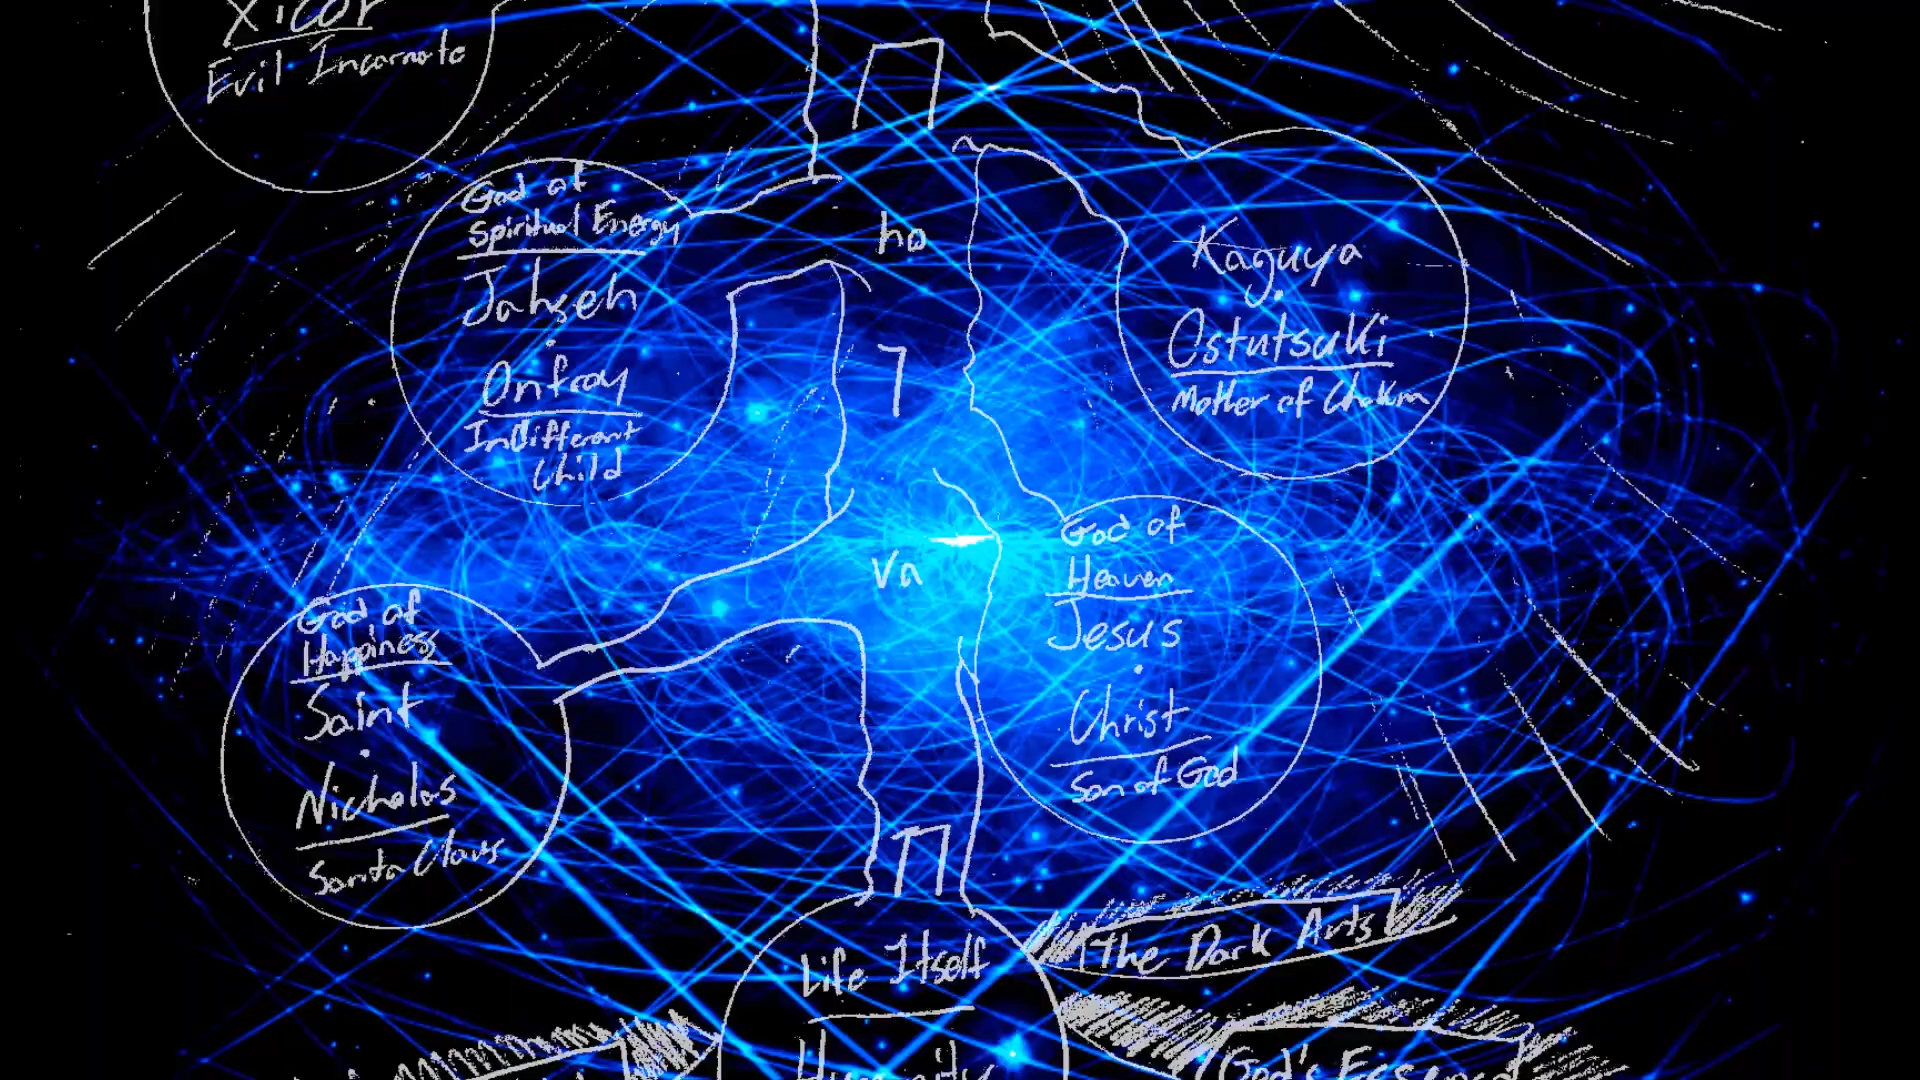 Xicor
Evil Incarnate
God of
Spiritual Energy
Jahseh
Onfroy
Indifferent
Child
ה
ho
ו
Va
ה
Kaguya
Ostutsuki
Mother of Chakra
God of
Heaven
Jesus
Christ
Son of God
God of
Happiness
Saint
Nicholas
Santa Claus
Life Itself
Humanity
The Dark Arts
God's